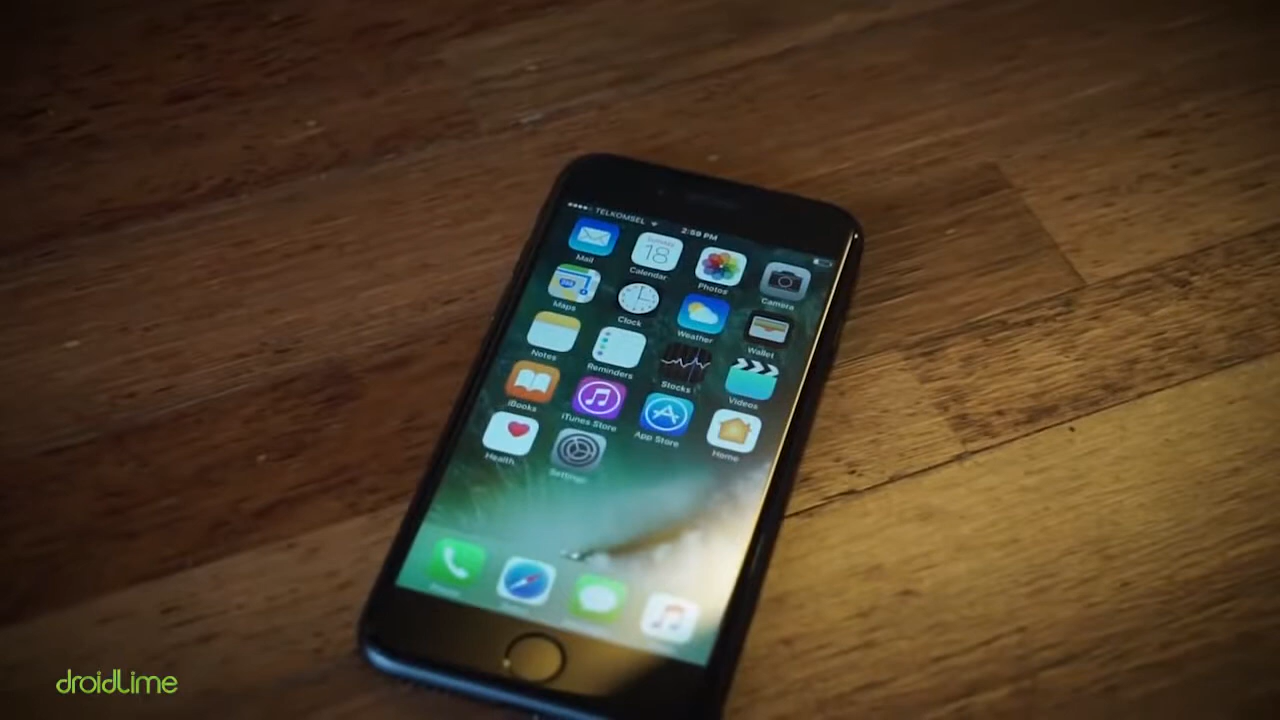 TELKOMSEL 2:59 PM
18
Mail Calendar Photos Camera
Maps Clock Weather Wallet
Notes Reminders Stocks Videos
iBooks iTunes Store App Store Home
Health Settings
droidlime